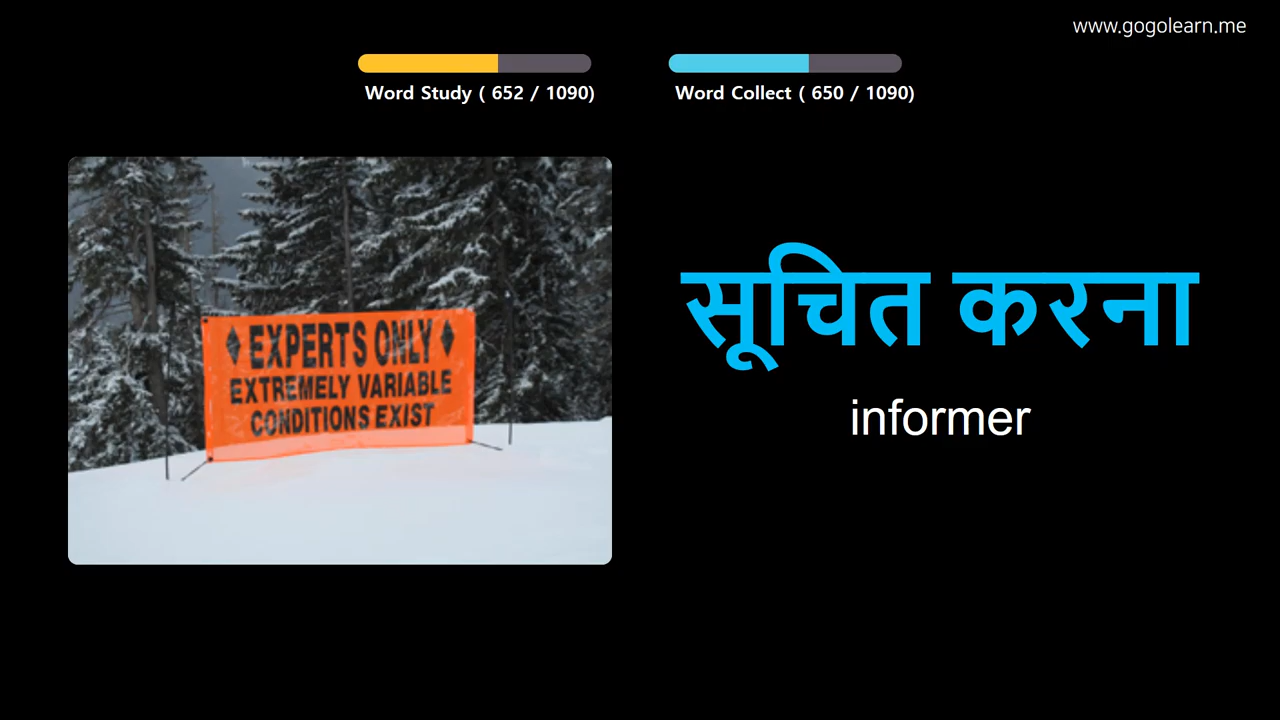 www.gogolearn.me
Word Study ( 652 / 1090)
Word Collect ( 650 / 1090)
EXPERTS ONLY
EXTREMELY VARIABLE
CONDITIONS EXIST
सूचित करना
informer